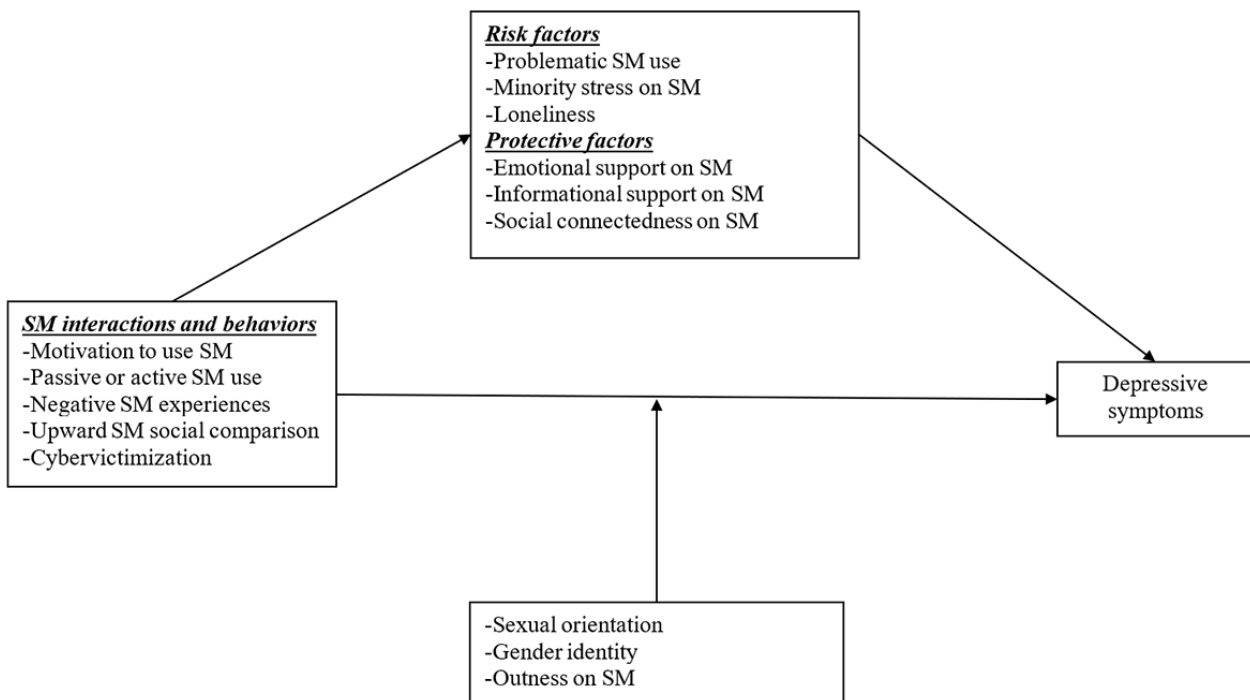 Risk factors
-Problematic SM use
-Minority stress on SM
-Loneliness
Protective factors
-Emotional support on SM
-Informational support on SM
-Social connectedness on SM
SM interactions and behaviors
-Motivation to use SM
-Passive or active SM use
-Negative SM experiences
-Upward SM social comparison
-Cybervictimization
Depressive
symptoms
-Sexual orientation
-Gender identity
-Outness on SM